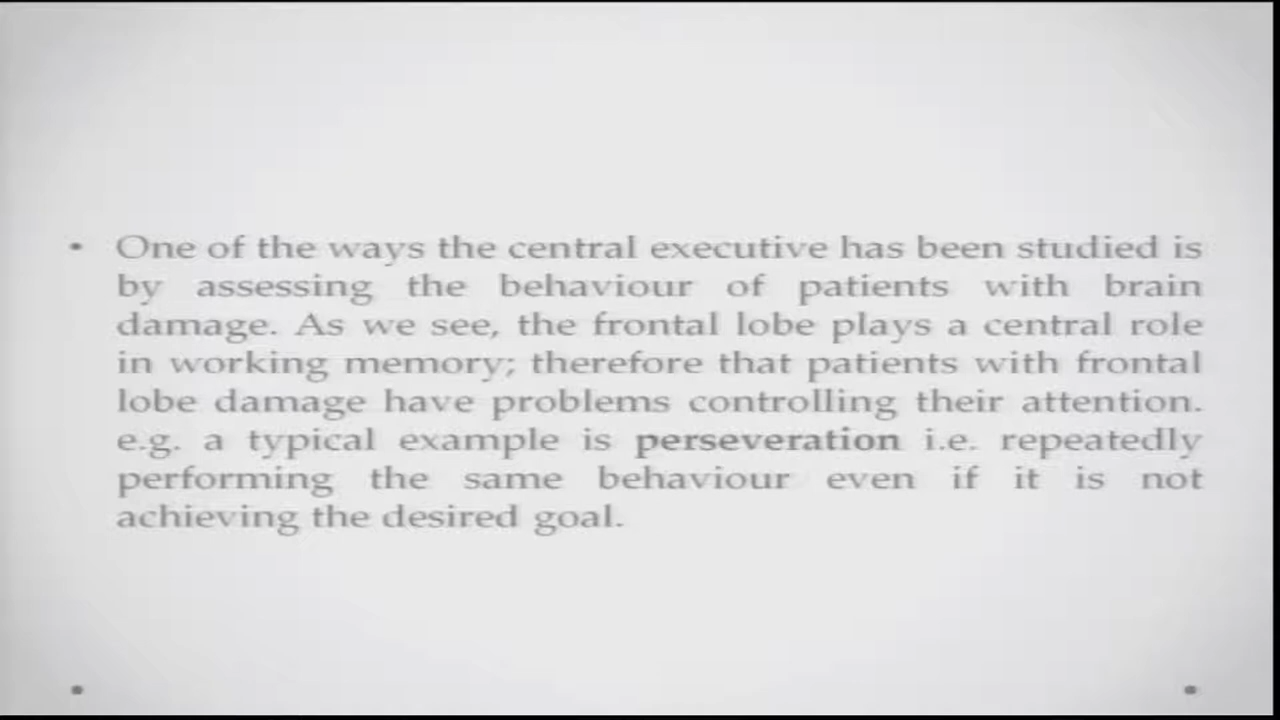 • One of the ways the central executive has been studied is
by assessing the behaviour of patients with brain
damage. As we see, the frontal lobe plays a central role
in working memory; therefore that patients with frontal
lobe damage have problems controlling their attention.
e.g. a typical example is perseveration i.e. repeatedly
performing the same behaviour even if it is not
achieving the desired goal.